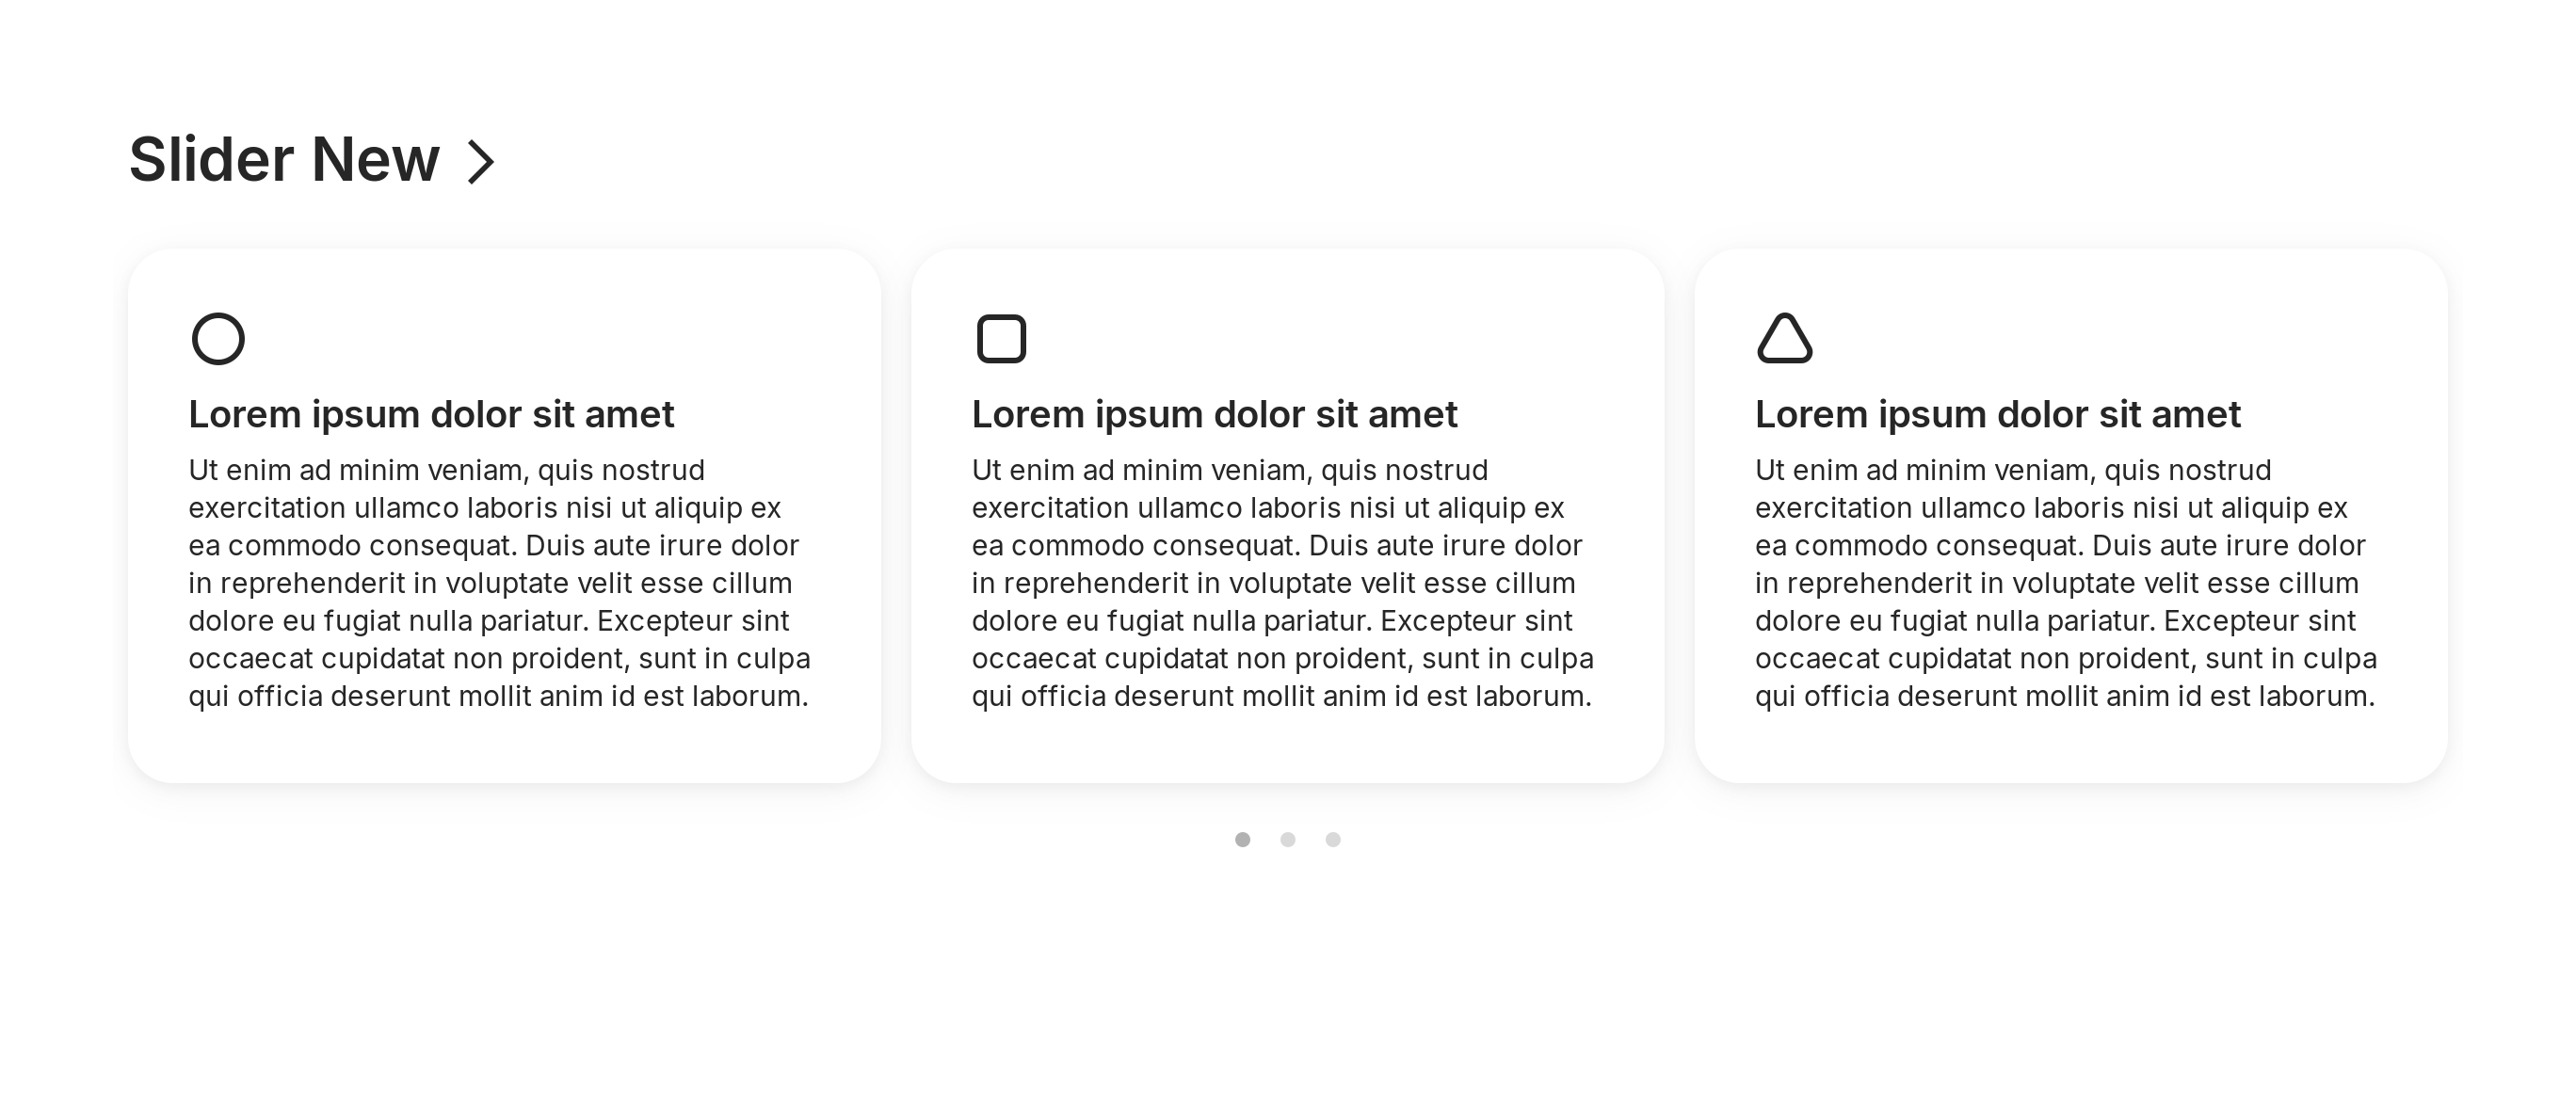 Slider New
Lorem ipsum dolor sit amet
Ut enim ad minim veniam, quis nostrud
exercitation ullamco laboris nisi ut aliquip ex
ea commodo consequat. Duis aute irure dolor
in reprehenderit in voluptate velit esse cillum
dolore eu fugiat nulla pariatur. Excepteur sint
occaecat cupidatat non proident, sunt in culpa
qui officia deserunt mollit anim id est laborum.
Lorem ipsum dolor sit amet
Ut enim ad minim veniam, quis nostrud
exercitation ullamco laboris nisi ut aliquip ex
ea commodo consequat. Duis aute irure dolor
in reprehenderit in voluptate velit esse cillum
dolore eu fugiat nulla pariatur. Excepteur sint
occaecat cupidatat non proident, sunt in culpa
qui officia deserunt mollit anim id est laborum.
Lorem ipsum dolor sit amet
Ut enim ad minim veniam, quis nostrud
exercitation ullamco laboris nisi ut aliquip ex
ea commodo consequat. Duis aute irure dolor
in reprehenderit in voluptate velit esse cillum
dolore eu fugiat nulla pariatur. Excepteur sint
occaecat cupidatat non proident, sunt in culpa
qui officia deserunt mollit anim id est laborum.